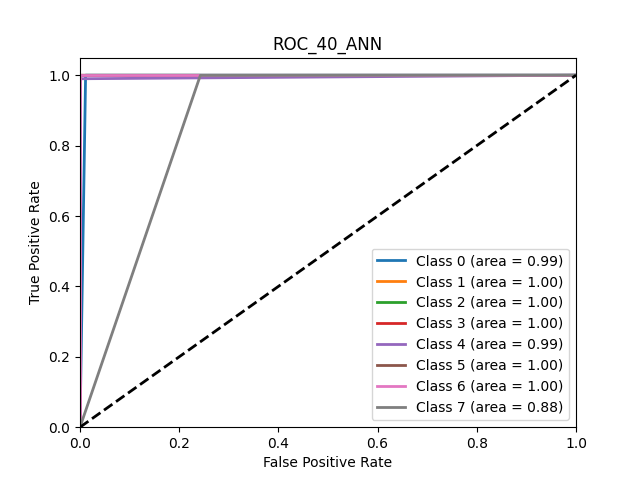 ROC_40_ANN
True Positive Rate
1.0
0.8
0.6
0.4
0.2
0.0
Class 0 (area = 0.99)
Class 1 (area = 1.00)
Class 2 (area = 1.00)
Class 3 (area = 1.00)
Class 4 (area = 0.99)
Class 5 (area = 1.00)
Class 6 (area = 1.00)
Class 7 (area = 0.88)
0.0 0.2 0.4 0.6 0.8 1.0
False Positive Rate